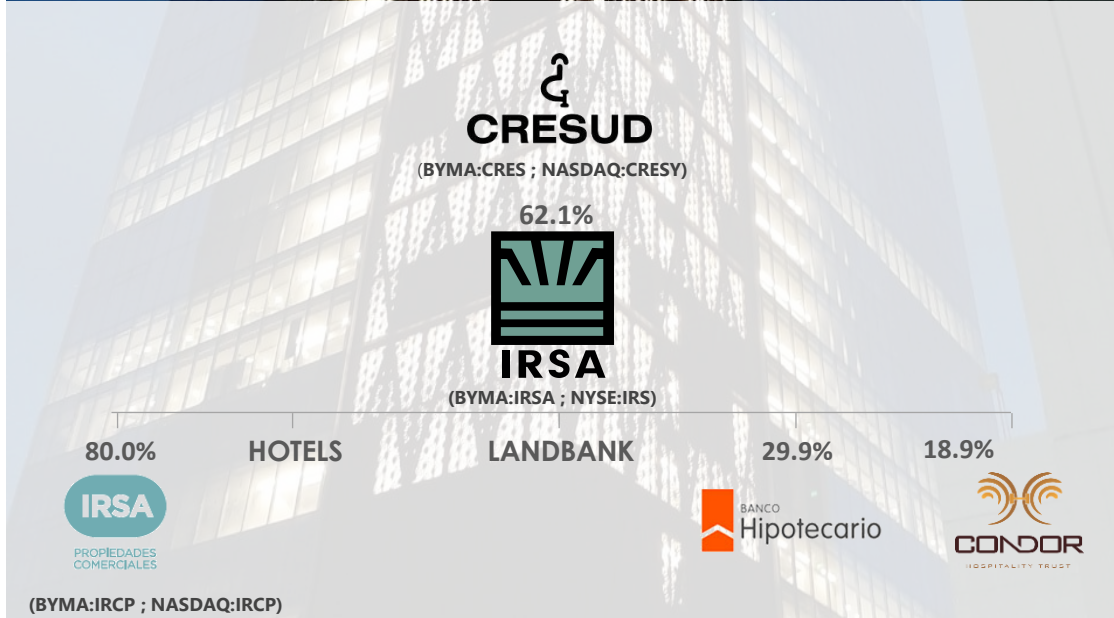 CRESUD
(BYMA:CRES ; NASDAQ:CRESY)
62.1%
IRSA
(BYMA:IRSA ; NYSE:IRS)
80.0%
HOTELS
LANDBANK
29.9%
18.9%
IRSA
PROPIEDADES
COMERCIALES
BANCO
Hipotecario
CONDOR
HOSPITALITY TRUST
(BYMA:IRCP ; NASDAQ:IRCP)